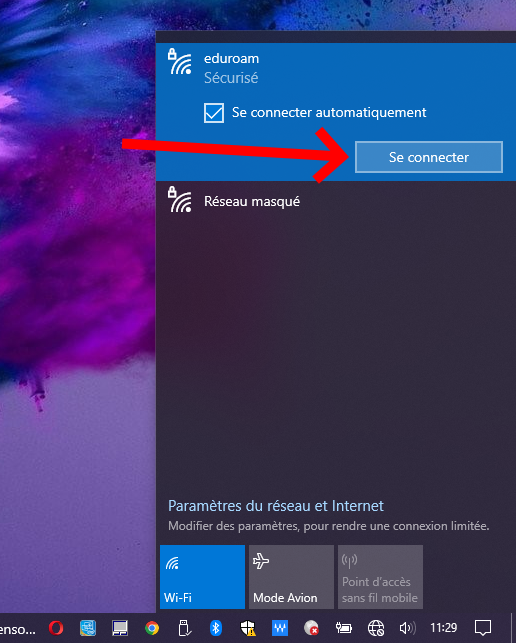 eduroam
Sécurisé
Se connecter automatiquement
Se connecter
Réseau masqué
Paramètres du réseau et Internet
Modifier des paramètres, pour rendre une connexion limitée.
Wi-Fi
Mode Avion
Point d'accès
sans fil mobile
enso...
11:29